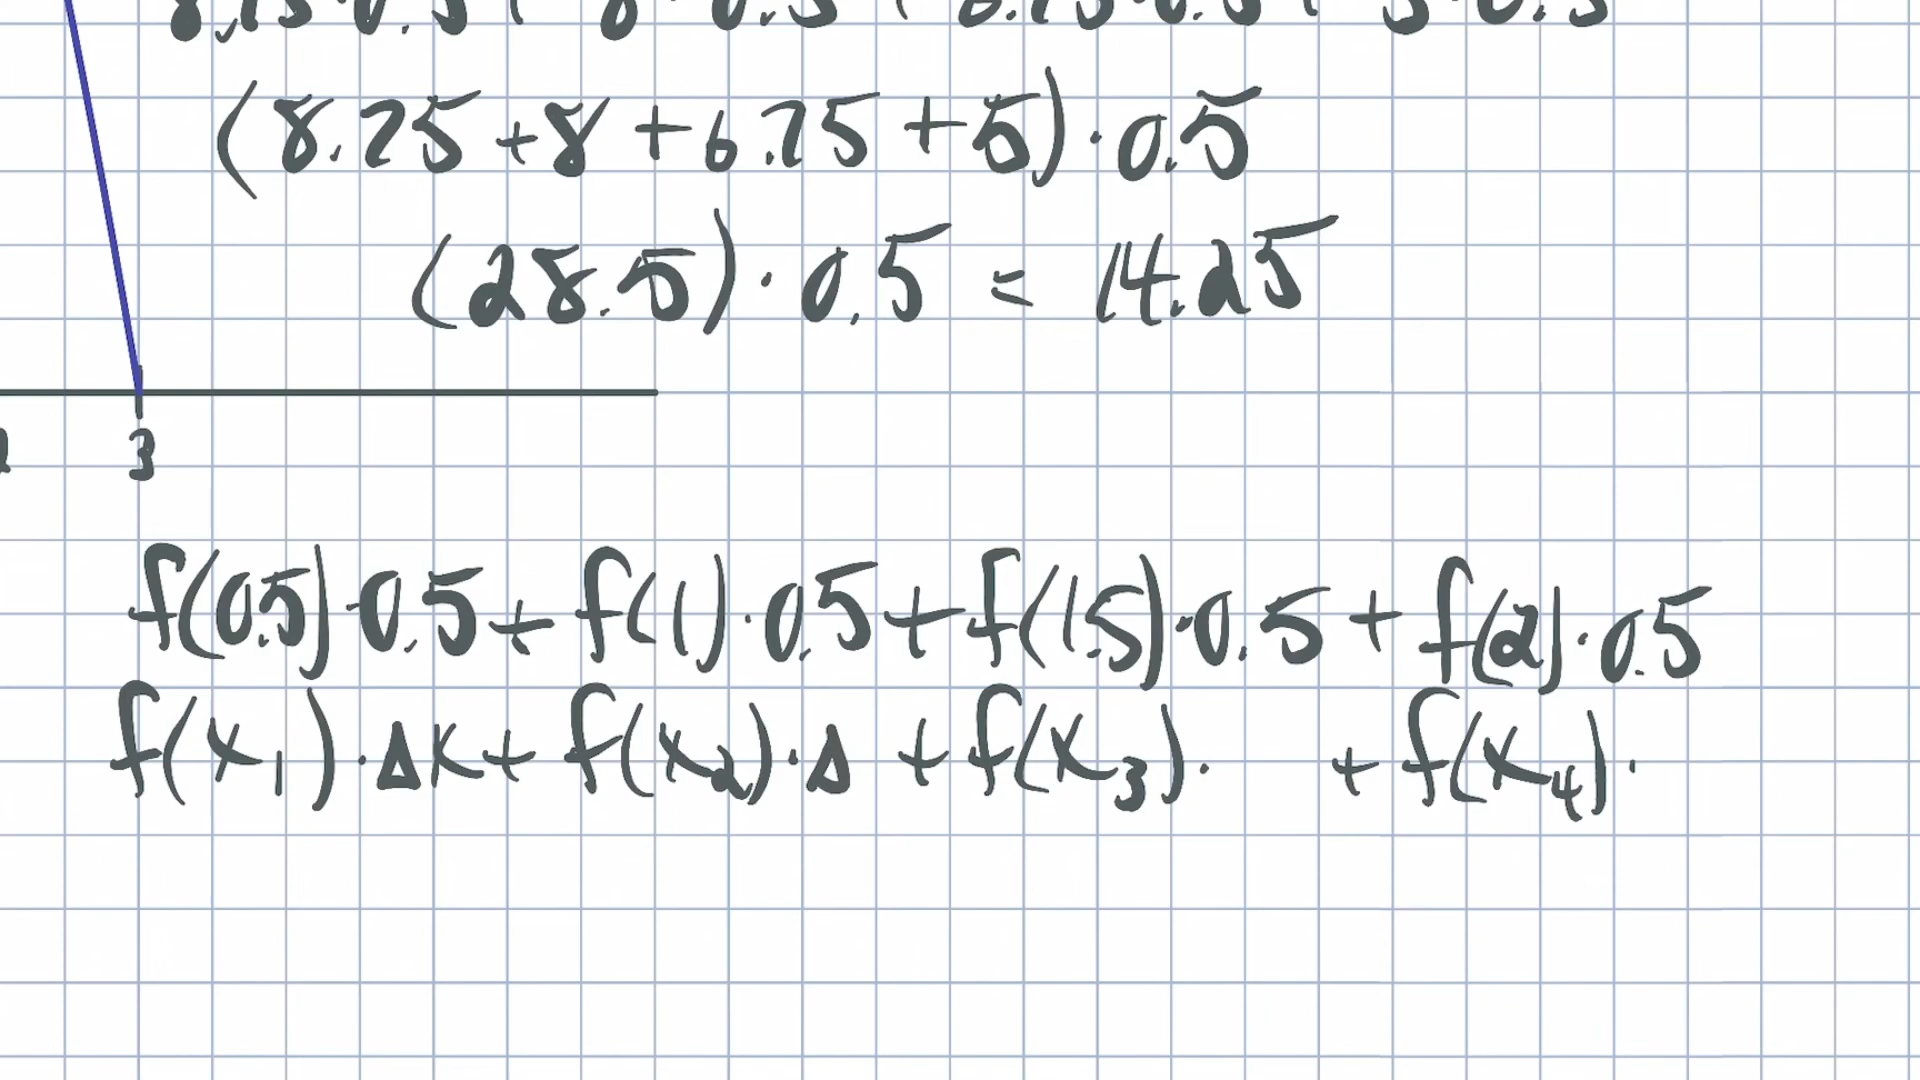 (8.75+8+6.75+5)·0.5
(28.5)·0.5 = 14.25
3
f(0.5)·0.5+f(1)·0.5+f(1.5)·0.5+f(2)·0.5
f(x₁)·Δx+f(x₂)·Δ +f(x₃)· +f(x₄)·